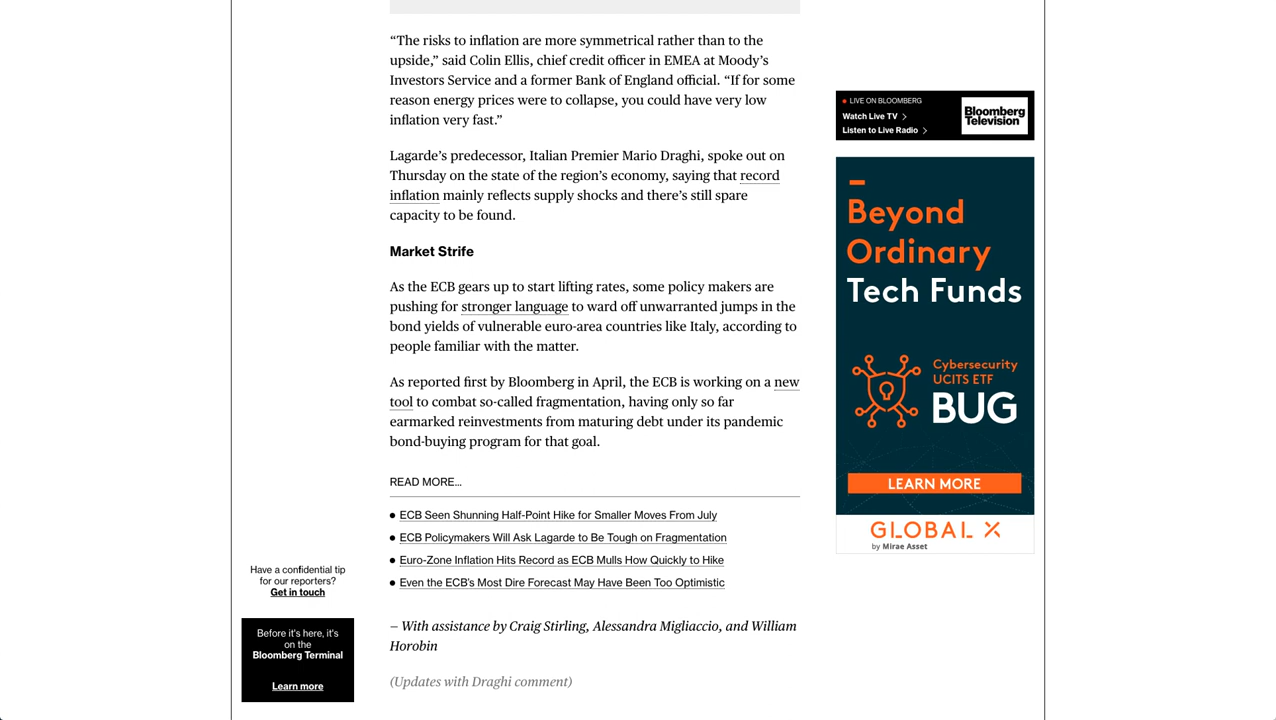 “The risks to inflation are more symmetrical rather than to the
upside,” said Colin Ellis, chief credit officer in EMEA at Moody’s
Investors Service and a former Bank of England official. “If for some
reason energy prices were to collapse, you could have very low
inflation very fast.”
Lagarde’s predecessor, Italian Premier Mario Draghi, spoke out on
Thursday on the state of the region’s economy, saying that record
inflation mainly reflects supply shocks and there’s still spare
capacity to be found.
Market Strife
As the ECB gears up to start lifting rates, some policy makers are
pushing for stronger language to ward off unwarranted jumps in the
bond yields of vulnerable euro-area countries like Italy, according to
people familiar with the matter.
As reported first by Bloomberg in April, the ECB is working on a new
tool to combat so-called fragmentation, having only so far
earmarked reinvestments from maturing debt under its pandemic
bond-buying program for that goal.
READ MORE...
ECB Seen Shunning Half-Point Hike for Smaller Moves From July
ECB Policymakers Will Ask Lagarde to Be Tough on Fragmentation
Euro-Zone Inflation Hits Record as ECB Mulls How Quickly to Hike
Even the ECB’s Most Dire Forecast May Have Been Too Optimistic
– With assistance by Craig Stirling, Alessandra Migliaccio, and William
Horobin
(Updates with Draghi comment)
Have a confidential tip
for our reporters?
Get in touch
Before it's here, it's
on the
Bloomberg Terminal
Learn more
LIVE ON BLOOMBERG
Watch Live TV
Listen to Live Radio
Bloomberg
Television
Beyond
Ordinary
Tech Funds
Cybersecurity
UCITS ETF
BUG
LEARN MORE
GLOBAL X
by Mirae Asset